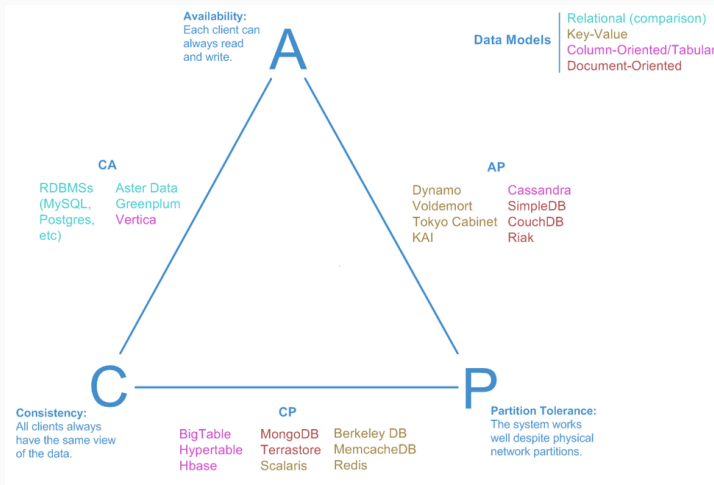 Availability:
Each client can
always read
and write.
A
Data Models
Relational (comparison)
Key-Value
Column-Oriented/Tabular
Document-Oriented
CA
RDBMSs
(MySQL,
Postgres,
etc)
Aster Data
Greenplum
Vertica
AP
Dynamo
Voldemort
Tokyo Cabinet
KAI
Cassandra
SimpleDB
CouchDB
Riak
C
Consistency:
All clients always
have the same view
of the data.
CP
BigTable
Hypertable
Hbase
MongoDB
Terrastore
Scalaris
Berkeley DB
MemcacheDB
Redis
P
Partition Tolerance:
The system works
well despite physical
network partitions.